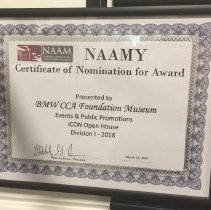 NAAM
NAAMY
Certificate of Nomination for Award
Presented to
BMW CCA Foundation Museum
Events & Public Promotions
ICON Open House
Division I - 2018